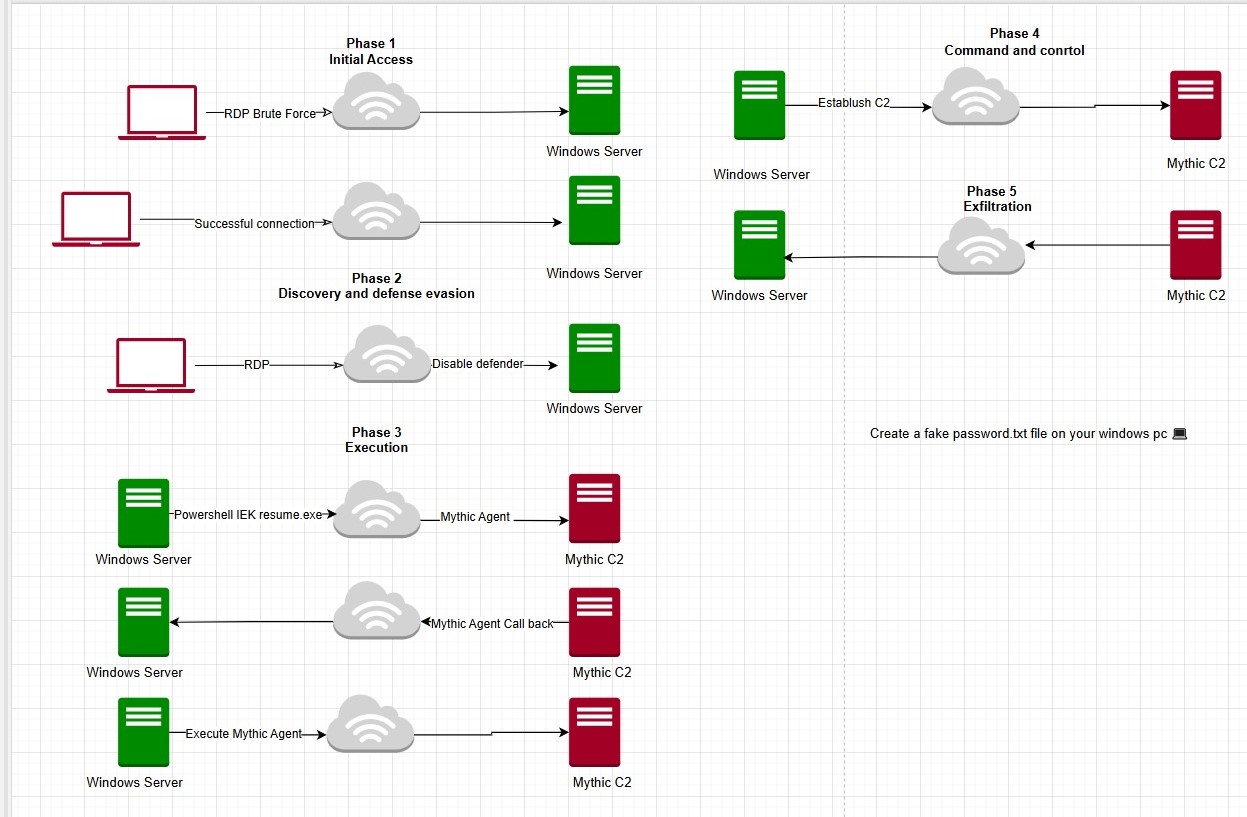 Phase 1
Initial Access
RDP Brute Force
Windows Server
Successful connection
Windows Server
Phase 2
Discovery and defense evasion
RDP
Disable defender
Windows Server
Phase 3
Execution
Powershell IEK resume.exe
Mythic Agent
Windows Server
Mythic C2
Mythic Agent Call back
Windows Server
Mythic C2
Execute Mythic Agent
Windows Server
Mythic C2
Phase 4
Command and conrtol
Establush C2
Windows Server
Mythic C2
Phase 5
Exfiltration
Windows Server
Mythic C2
Create a fake password.txt file on your windows pc 💻